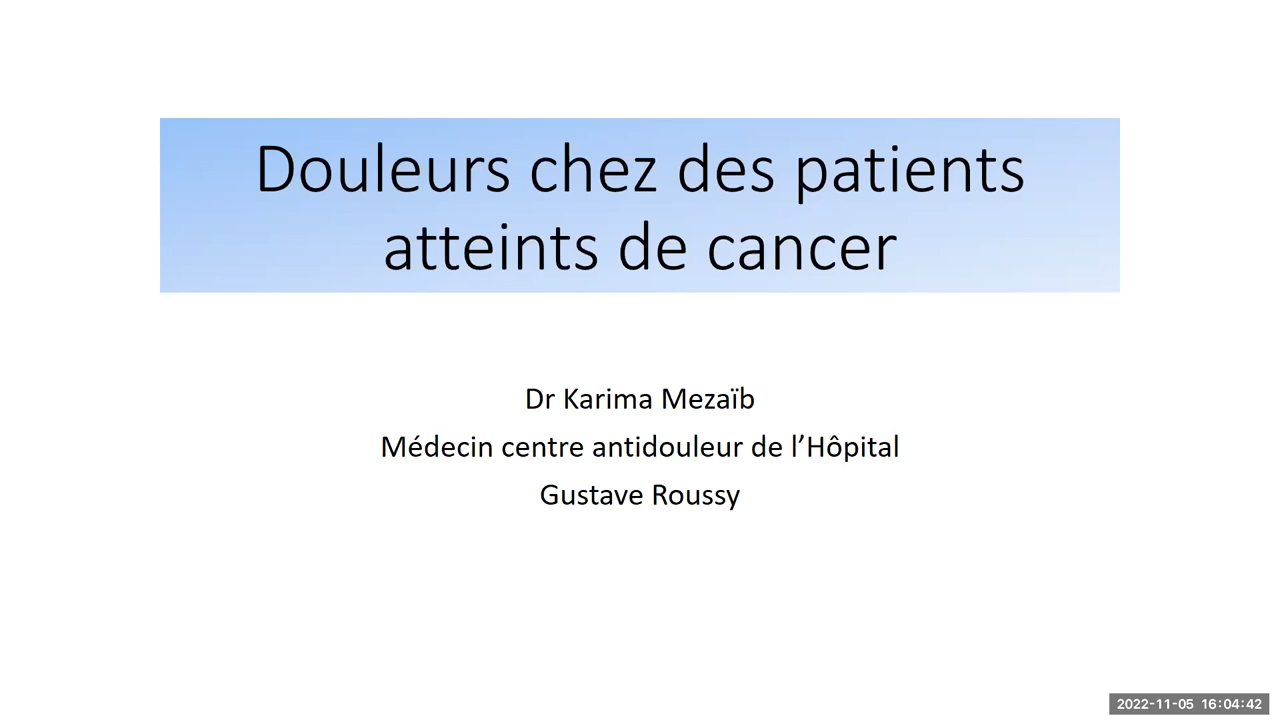 Douleurs chez des patients
atteints de cancer
Dr Karima Mezaïb
Médecin centre antidouleur de l’Hôpital
Gustave Roussy
2022-11-05 16:04:42